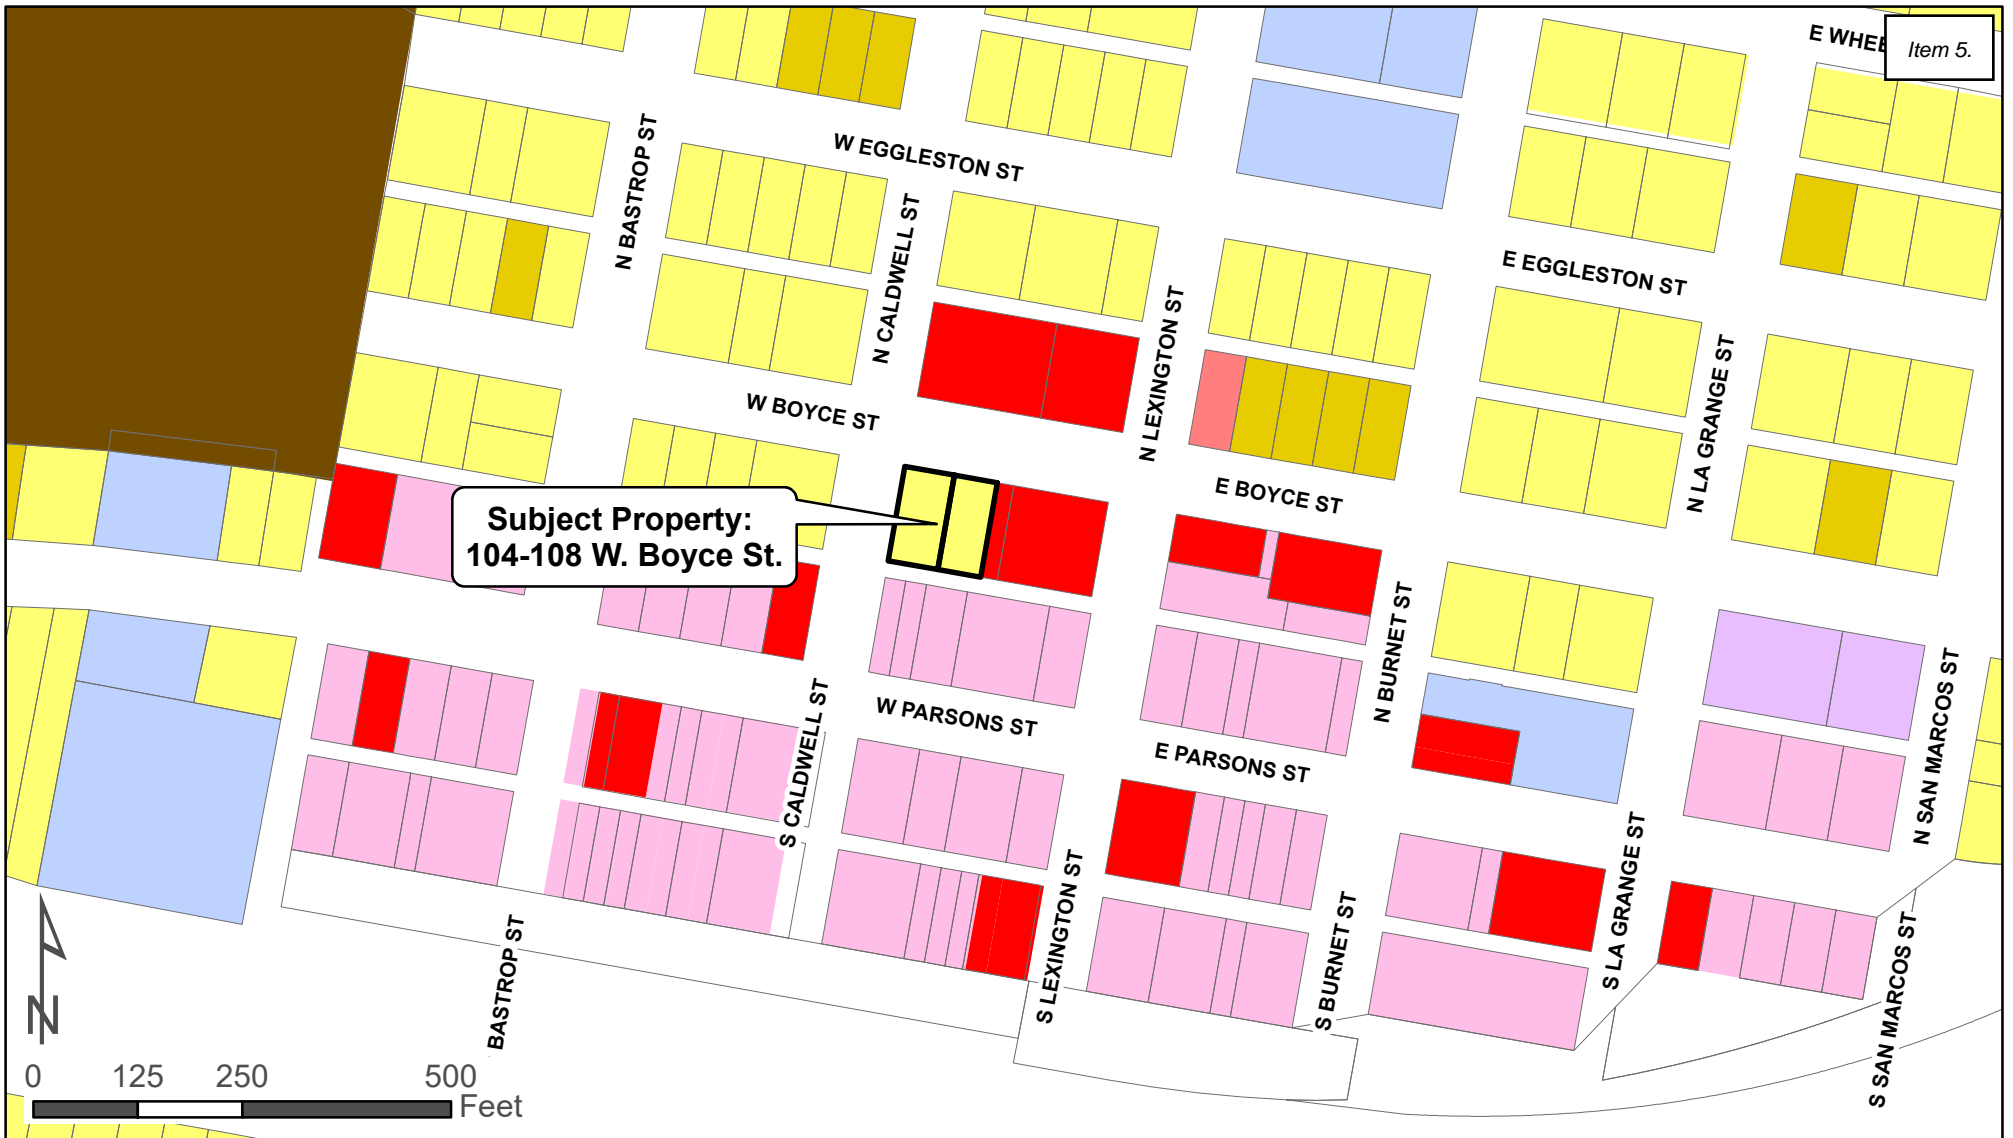 E WHEE
Item 5.
N BASTROP ST
W EGGLESTON ST
N CALDWELL ST
E EGGLESTON ST
N LEXINGTON ST
N LA GRANGE ST
W BOYCE ST
E BOYCE ST
Subject Property:
104-108 W. Boyce St.
N BURNET ST
N SAN MARCOS ST
S CALDWELL ST
W PARSONS ST
E PARSONS ST
S LEXINGTON ST
S BURNET ST
S LA GRANGE ST
S SAN MARCOS ST
BASTROP ST
N
0 125 250 500
Feet